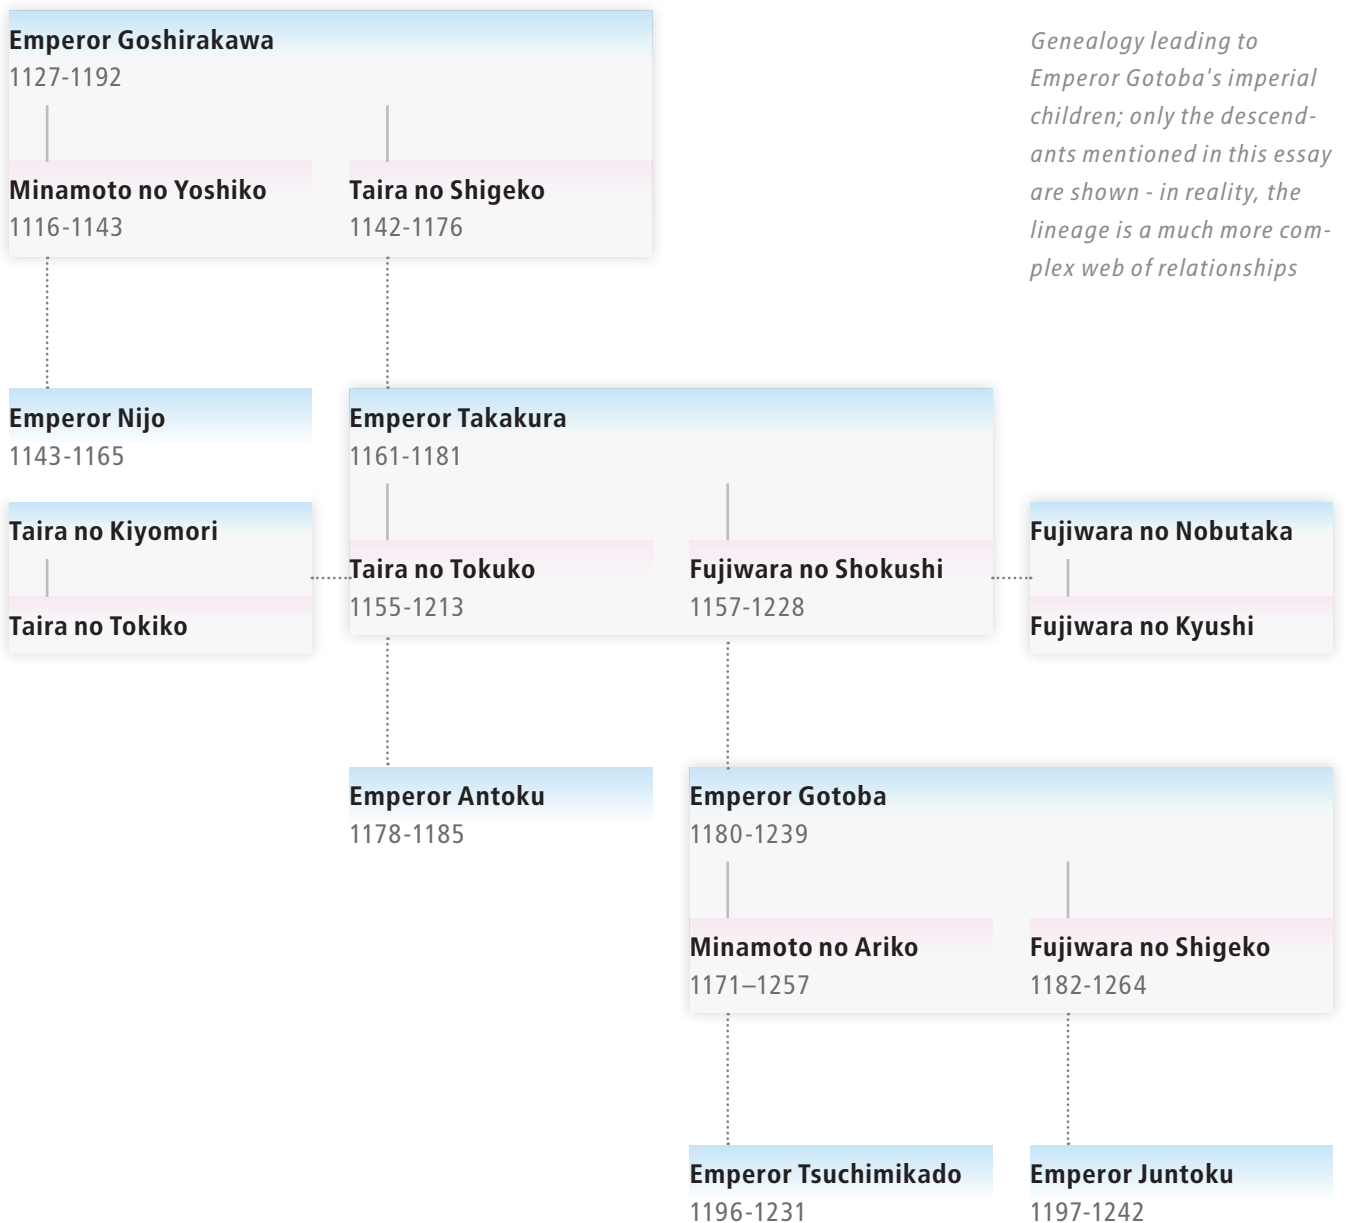 Emperor Goshirakawa
1127-1192
Minamoto no Yoshiko
1116-1143
Taira no Shigeko
1142-1176
Genealogy leading to
Emperor Gotoba's imperial
children; only the descend-
ants mentioned in this essay
are shown - in reality, the
lineage is a much more com-
plex web of relationships
Emperor Nijo
1143-1165
Emperor Takakura
1161-1181
Taira no Kiyomori
Taira no Tokiko
Taira no Tokuko
1155-1213
Fujiwara no Shokushi
1157-1228
Fujiwara no Nobutaka
Fujiwara no Kyushi
Emperor Antoku
1178-1185
Emperor Gotoba
1180-1239
Minamoto no Ariko
1171–1257
Fujiwara no Shigeko
1182-1264
Emperor Tsuchimikado
1196-1231
Emperor Juntoku
1197-1242